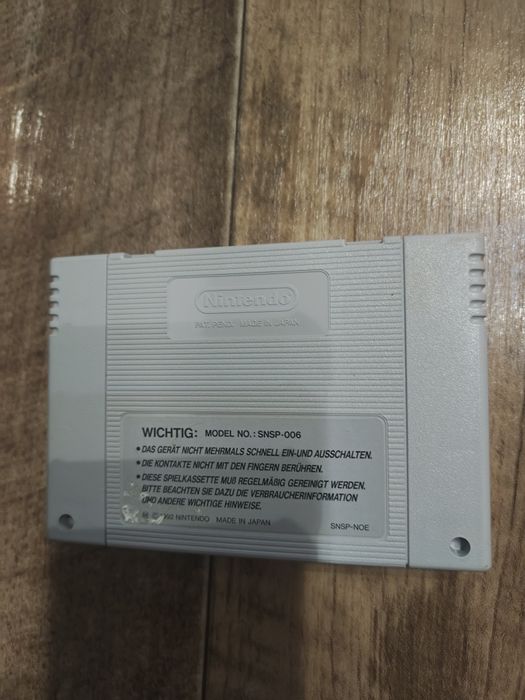 Nintendo
PAT. PEND. MADE IN JAPAN
WICHTIG: MODEL NO.: SNSP-006
• DAS GERÄT NICHT MEHRMALS SCHNELL EIN-UND AUSSCHALTEN.
• DIE KONTAKTE NICHT MIT DEN FINGERN BERÜHREN.
• DIESE SPIELKASSETTE MUß REGELMÄßIG GEREINIGT WERDEN.
BITTE BEACHTEN SIE DAZU DIE VERBRAUCHERINFORMATION
UND ANDERE WICHTIGE HINWEISE.
© 1992 NINTENDO MADE IN JAPAN SNSP-NOE